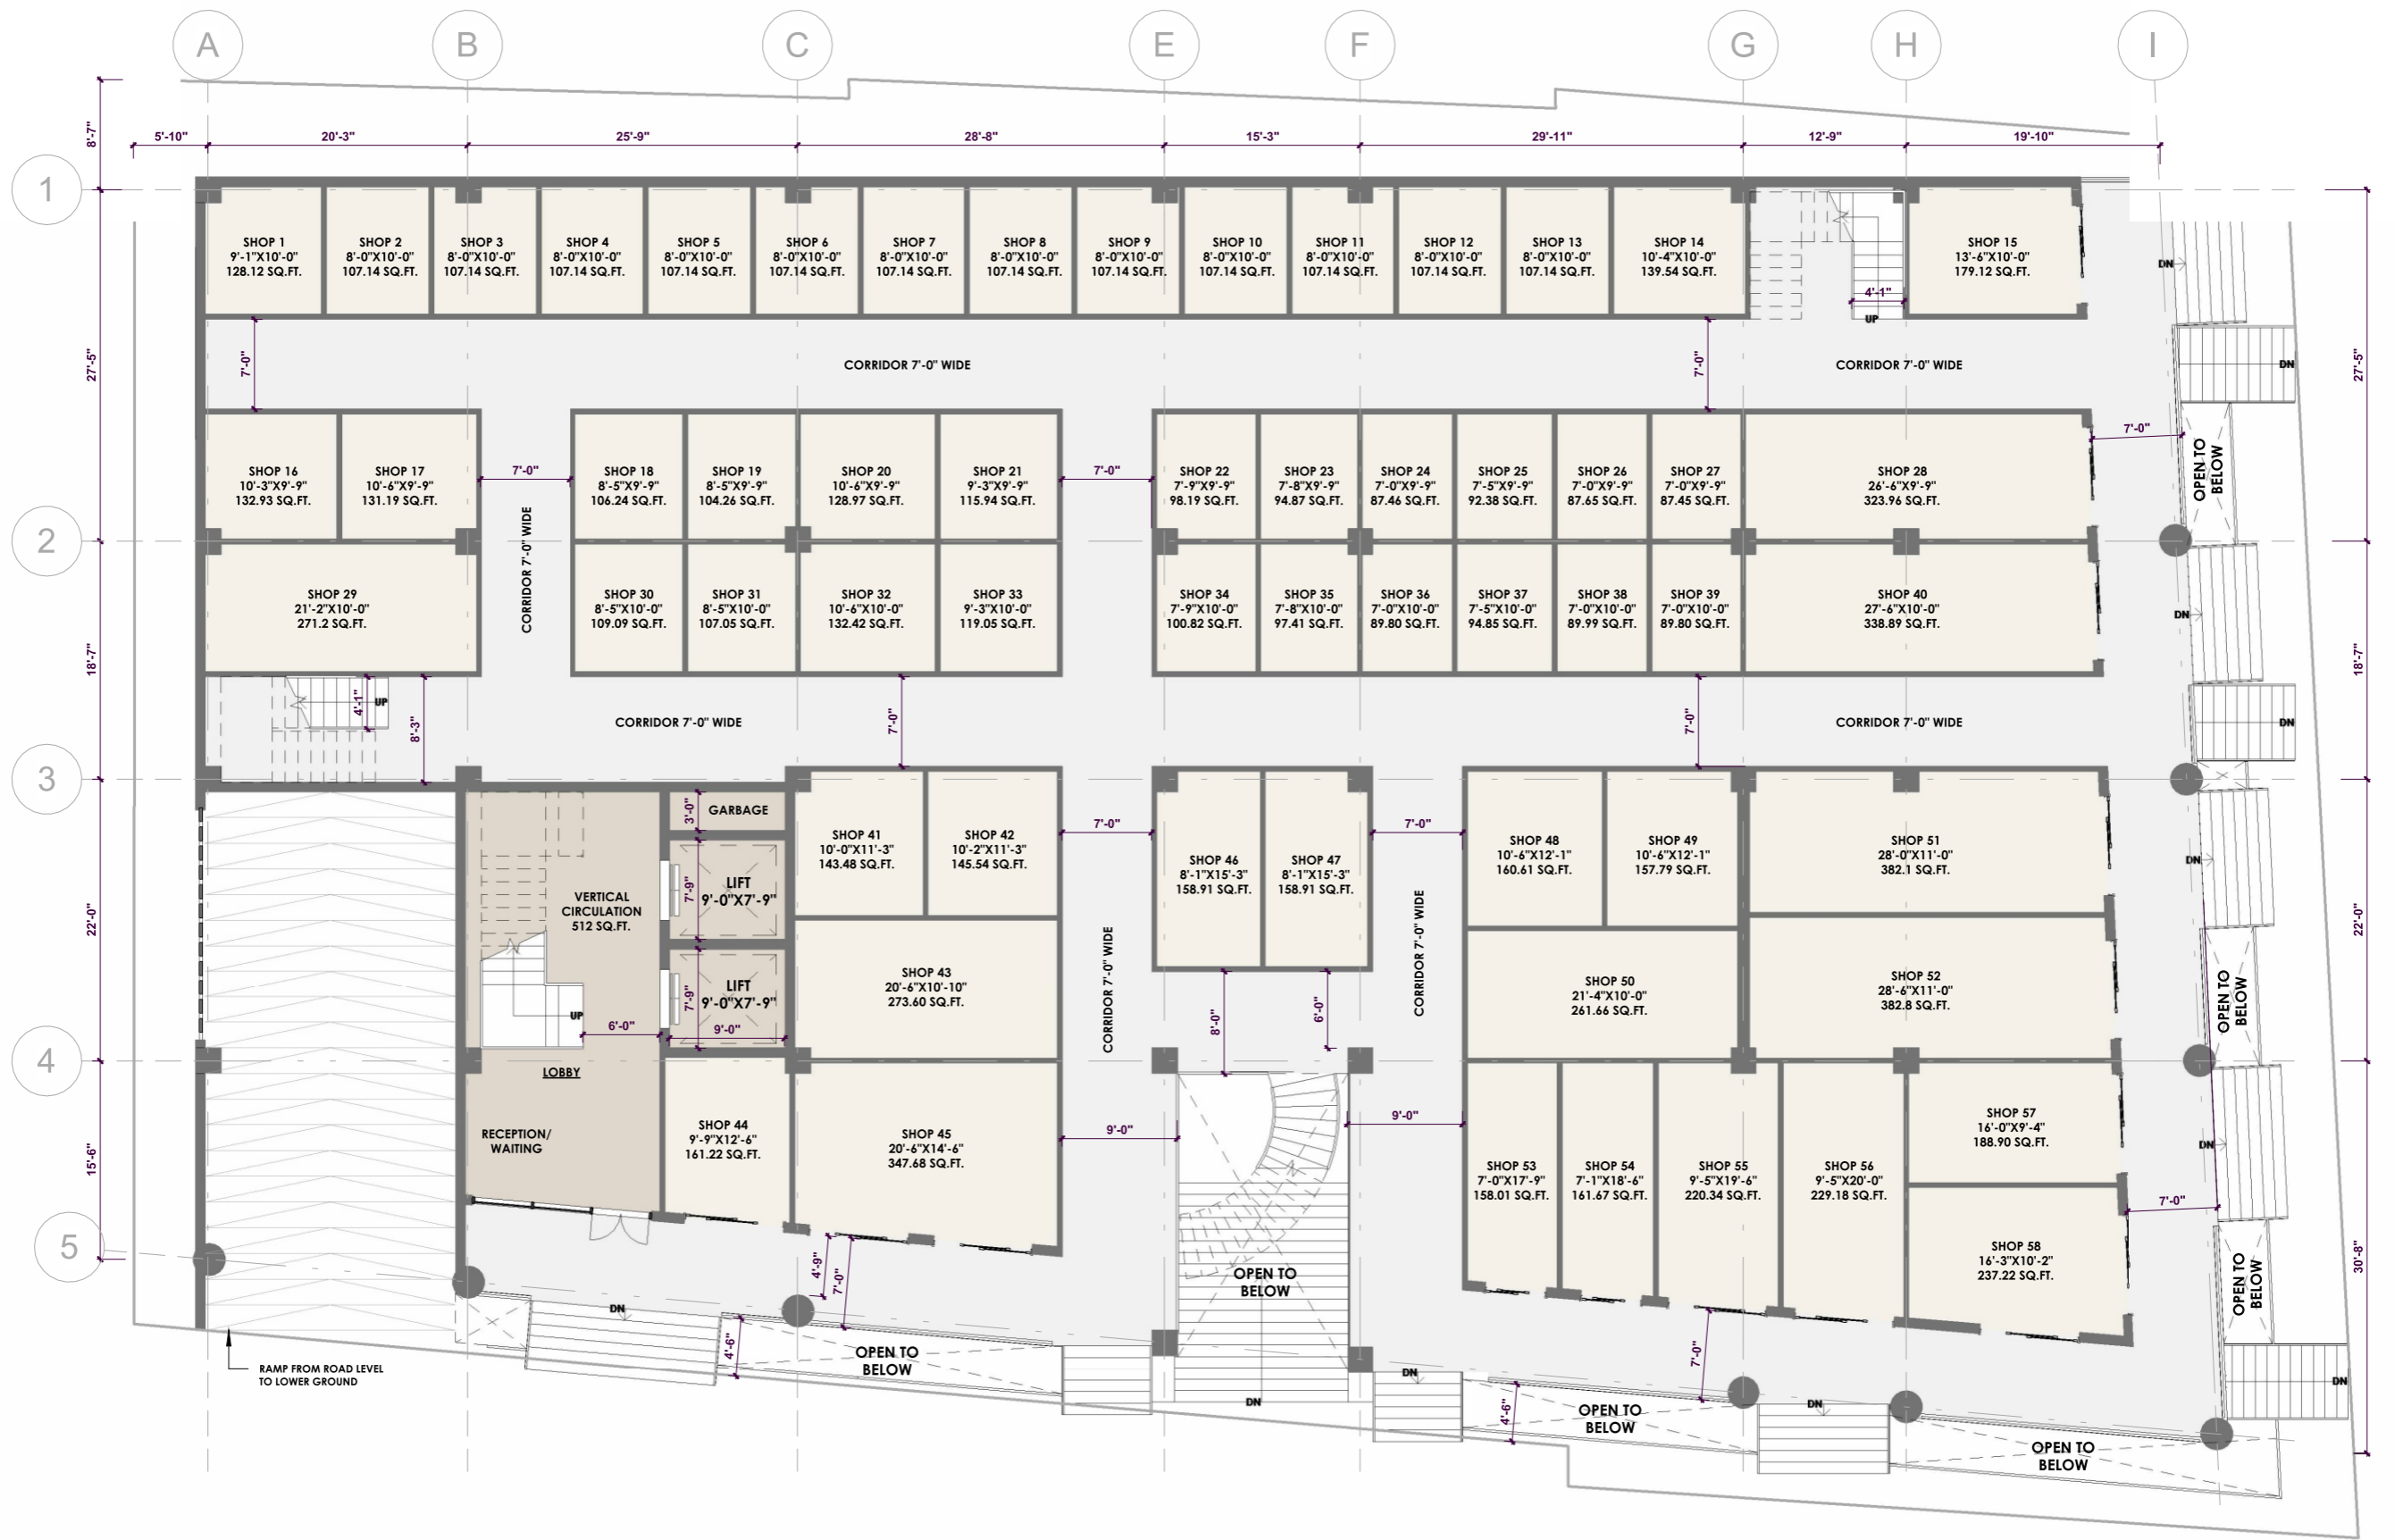 A
B
C
E
F
G
H
I
5'-10"
20'-3"
25'-9"
28'-8"
15'-3"
29'-11"
12'-9"
19'-10"
8'-7"
1
SHOP 1
9'-1"X10'-0"
128.12 SQ.FT.
SHOP 2
8'-0"X10'-0"
107.14 SQ.FT.
SHOP 3
8'-0"X10'-0"
107.14 SQ.FT.
SHOP 4
8'-0"X10'-0"
107.14 SQ.FT.
SHOP 5
8'-0"X10'-0"
107.14 SQ.FT.
SHOP 6
8'-0"X10'-0"
107.14 SQ.FT.
SHOP 7
8'-0"X10'-0"
107.14 SQ.FT.
SHOP 8
8'-0"X10'-0"
107.14 SQ.FT.
SHOP 9
8'-0"X10'-0"
107.14 SQ.FT.
SHOP 10
8'-0"X10'-0"
107.14 SQ.FT.
SHOP 11
8'-0"X10'-0"
107.14 SQ.FT.
SHOP 12
8'-0"X10'-0"
107.14 SQ.FT.
SHOP 13
8'-0"X10'-0"
107.14 SQ.FT.
SHOP 14
10'-4"X10'-0"
139.54 SQ.FT.
4'-1"
UP
SHOP 15
13'-6"X10'-0"
179.12 SQ.FT.
DN
27'-5"
7'-0"
CORRIDOR 7'-0" WIDE
7'-0"
CORRIDOR 7'-0" WIDE
DN
27'-5"
SHOP 16
10'-3"X9'-9"
132.93 SQ.FT.
SHOP 17
10'-6"X9'-9"
131.19 SQ.FT.
7'-0"
SHOP 18
8'-5"X9'-9"
106.24 SQ.FT.
SHOP 19
8'-5"X9'-9"
104.26 SQ.FT.
SHOP 20
10'-6"X9'-9"
128.97 SQ.FT.
SHOP 21
9'-3"X9'-9"
115.94 SQ.FT.
7'-0"
SHOP 22
7'-9"X9'-9"
98.19 SQ.FT.
SHOP 23
7'-8"X9'-9"
94.87 SQ.FT.
SHOP 24
7'-0"X9'-9"
87.46 SQ.FT.
SHOP 25
7'-5"X9'-9"
92.38 SQ.FT.
SHOP 26
7'-0"X9'-9"
87.65 SQ.FT.
SHOP 27
7'-0"X9'-9"
87.45 SQ.FT.
SHOP 28
26'-6"X9'-9"
323.96 SQ.FT.
7'-0"
OPEN TO
BELOW
2
CORRIDOR 7'-0" WIDE
SHOP 29
21'-2"X10'-0"
271.2 SQ.FT.
SHOP 30
8'-5"X10'-0"
109.09 SQ.FT.
SHOP 31
8'-5"X10'-0"
107.05 SQ.FT.
SHOP 32
10'-6"X10'-0"
132.42 SQ.FT.
SHOP 33
9'-3"X10'-0"
119.05 SQ.FT.
SHOP 34
7'-9"X10'-0"
100.82 SQ.FT.
SHOP 35
7'-8"X10'-0"
97.41 SQ.FT.
SHOP 36
7'-0"X10'-0"
89.80 SQ.FT.
SHOP 37
7'-5"X10'-0"
94.85 SQ.FT.
SHOP 38
7'-0"X10'-0"
89.99 SQ.FT.
SHOP 39
7'-0"X10'-0"
89.80 SQ.FT.
SHOP 40
27'-6"X10'-0"
338.89 SQ.FT.
DN
18'-7"
18'-7"
4'-1"
UP
8'-3"
CORRIDOR 7'-0" WIDE
7'-0"
7'-0"
CORRIDOR 7'-0" WIDE
DN
3
GARBAGE
3'-0"
LIFT
9'-0"X7'-9"
7'-9"
VERTICAL
CIRCULATION
512 SQ.FT.
LIFT
9'-0"X7'-9"
7'-9"
9'-0"
6'-0"
UP
SHOP 41
10'-0"X11'-3"
143.48 SQ.FT.
SHOP 42
10'-2"X11'-3"
145.54 SQ.FT.
7'-0"
SHOP 46
8'-1"X15'-3"
158.91 SQ.FT.
SHOP 47
8'-1"X15'-3"
158.91 SQ.FT.
7'-0"
SHOP 48
10'-6"X12'-1"
160.61 SQ.FT.
SHOP 49
10'-6"X12'-1"
157.79 SQ.FT.
SHOP 51
28'-0"X11'-0"
382.1 SQ.FT.
DN
22'-0"
22'-0"
SHOP 43
20'-6"X10'-10"
273.60 SQ.FT.
CORRIDOR 7'-0" WIDE
8'-0"
6'-0"
CORRIDOR 7'-0" WIDE
SHOP 50
21'-4"X10'-0"
261.66 SQ.FT.
SHOP 52
28'-6"X11'-0"
382.8 SQ.FT.
OPEN TO
BELOW
4
LOBBY
RECEPTION/
WAITING
SHOP 44
9'-9"X12'-6"
161.22 SQ.FT.
SHOP 45
20'-6"X14'-6"
347.68 SQ.FT.
9'-0"
9'-0"
SHOP 53
7'-0"X17'-9"
158.01 SQ.FT.
SHOP 54
7'-1"X18'-6"
161.67 SQ.FT.
SHOP 55
9'-5"X19'-6"
220.34 SQ.FT.
SHOP 56
9'-5"X20'-0"
229.18 SQ.FT.
SHOP 57
16'-0"X9'-4"
188.90 SQ.FT.
DN
15'-6"
7'-0"
SHOP 58
16'-3"X10'-2"
237.22 SQ.FT.
OPEN TO
BELOW
30'-8"
5
4'-9"
7'-0"
OPEN TO
BELOW
DN
4'-6"
OPEN TO
BELOW
RAMP FROM ROAD LEVEL
TO LOWER GROUND
DN
DN
4'-6"
OPEN TO
BELOW
7'-0"
DN
OPEN TO
BELOW
DN